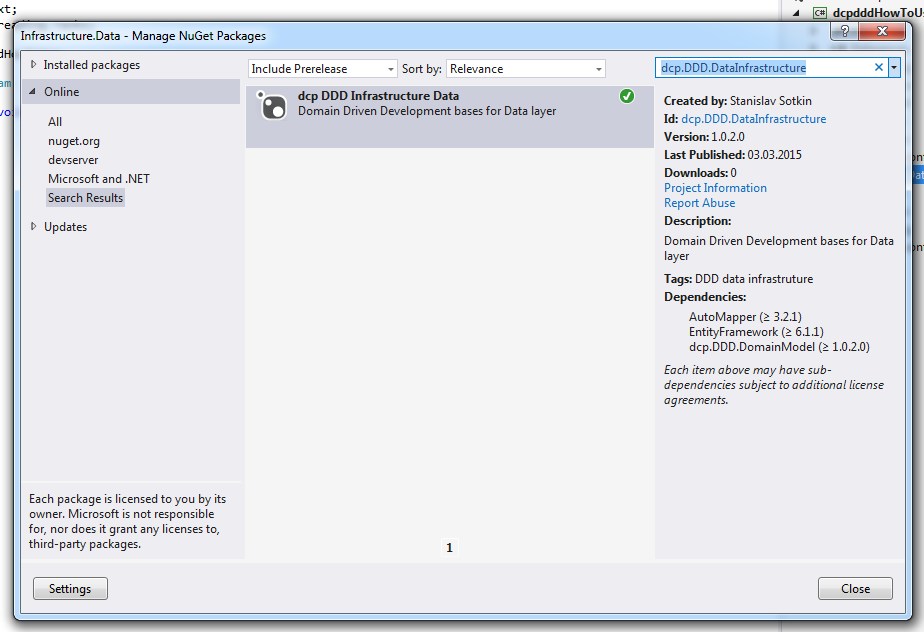 xt;
dcpdddHowToU
Infrastructure.Data - Manage NuGet Packages
?
Installed packages
Online
All
nuget.org
devserver
Microsoft and .NET
Search Results
Updates
Each package is licensed to you by its
owner. Microsoft is not responsible
for, nor does it grant any licenses to,
third-party packages.
Settings
Include Prerelease
Sort by:
Relevance
dcp DDD Infrastructure Data
Domain Driven Development bases for Data layer
1
dcp.DDD.DataInfrastructure
Created by: Stanislav Sotkin
Id: dcp.DDD.DataInfrastructure
Version: 1.0.2.0
Last Published: 03.03.2015
Downloads: 0
Project Information
Report Abuse
Description:
Domain Driven Development bases for Data
layer
Tags: DDD data infrastruture
Dependencies:
AutoMapper (≥ 3.2.1)
EntityFramework (≥ 6.1.1)
dcp.DDD.DomainModel (≥ 1.0.2.0)
Each item above may have sub-
dependencies subject to additional license
agreements.
Close